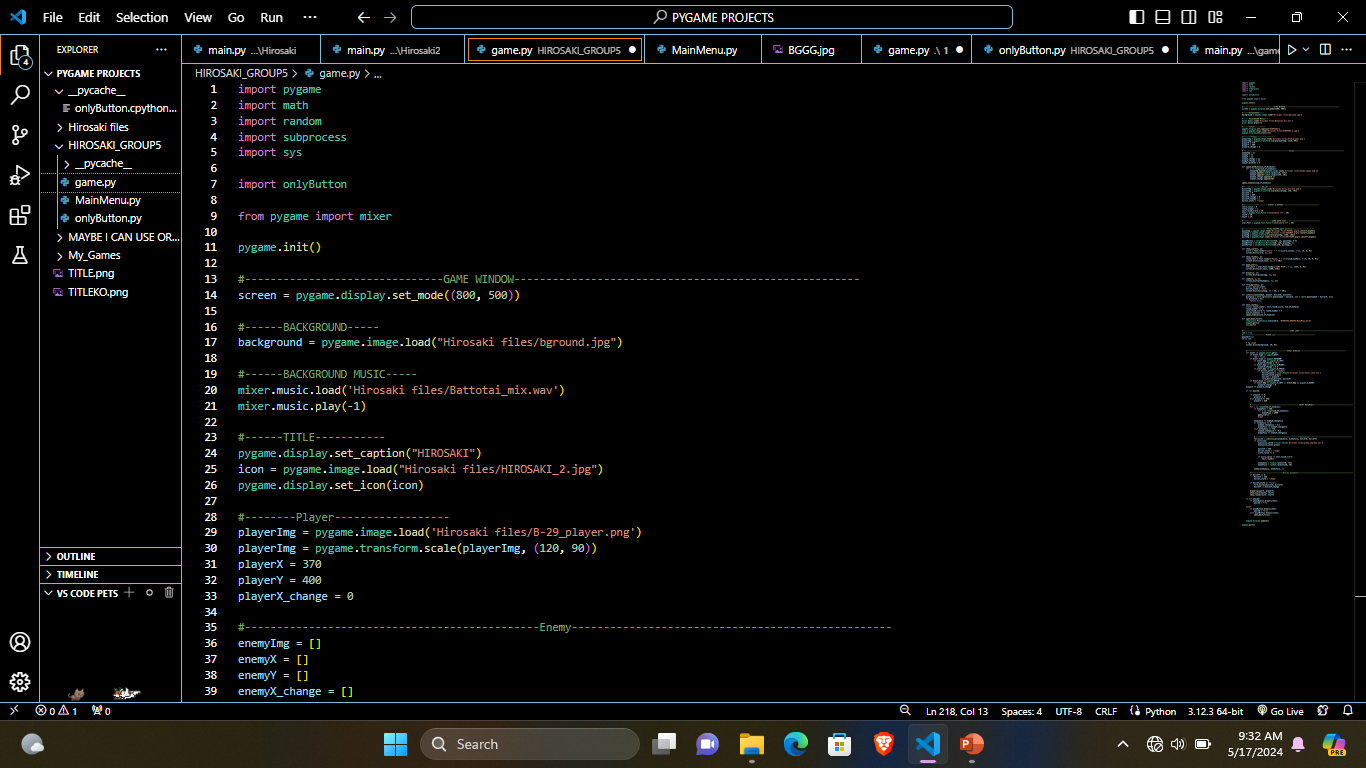 File Edit Selection View Go Run ··· PYGAME PROJECTS
EXPLORER ···
main.py ...\Hirosaki main.py ...\Hirosaki2 game.py HIROSAKI_GROUP5 MainMenu.py BGGG.jpg game.py .\ 1 onlyButton.py HIROSAKI_GROUP5 main.py ...\game
PYGAME PROJECTS
__pycache__
onlyButton.cpython...
Hirosaki files
HIROSAKI_GROUP5
__pycache__
game.py
MainMenu.py
onlyButton.py
MAYBE I CAN USE OR...
My_Games
TITLE.png
TITLEKO.png
OUTLINE
TIMELINE
VS CODE PETS
4
HIROSAKI_GROUP5 > game.py > ...
1 import pygame
2 import math
3 import random
4 import subprocess
5 import sys
6
7 import onlyButton
8
9 from pygame import mixer
10
11 pygame.init()
12
13 #-------------------------------GAME WINDOW------------------------------------------------------
14 screen = pygame.display.set_mode((800, 500))
15
16 #------BACKGROUND-----
17 background = pygame.image.load("Hirosaki files/bground.jpg")
18
19 #------BACKGROUND MUSIC-----
20 mixer.music.load('Hirosaki files/Battotai_mix.wav')
21 mixer.music.play(-1)
22
23 #------TITLE-----------
24 pygame.display.set_caption("HIROSAKI")
25 icon = pygame.image.load("Hirosaki files/HIROSAKI_2.jpg")
26 pygame.display.set_icon(icon)
27
28 #--------Player------------------
29 playerImg = pygame.image.load('Hirosaki files/B-29_player.png')
30 playerImg = pygame.transform.scale(playerImg, (120, 90))
31 playerX = 370
32 playerY = 400
33 playerX_change = 0
34
35 #----------------------------------------------Enemy--------------------------------------------------
36 enemyImg = []
37 enemyX = []
38 enemyY = []
39 enemyX_change = []
0 1 0 Ln 218, Col 13 Spaces: 4 UTF-8 CRLF Python 3.12.3 64-bit Go Live
Search
9:32 AM
5/17/2024
PRE